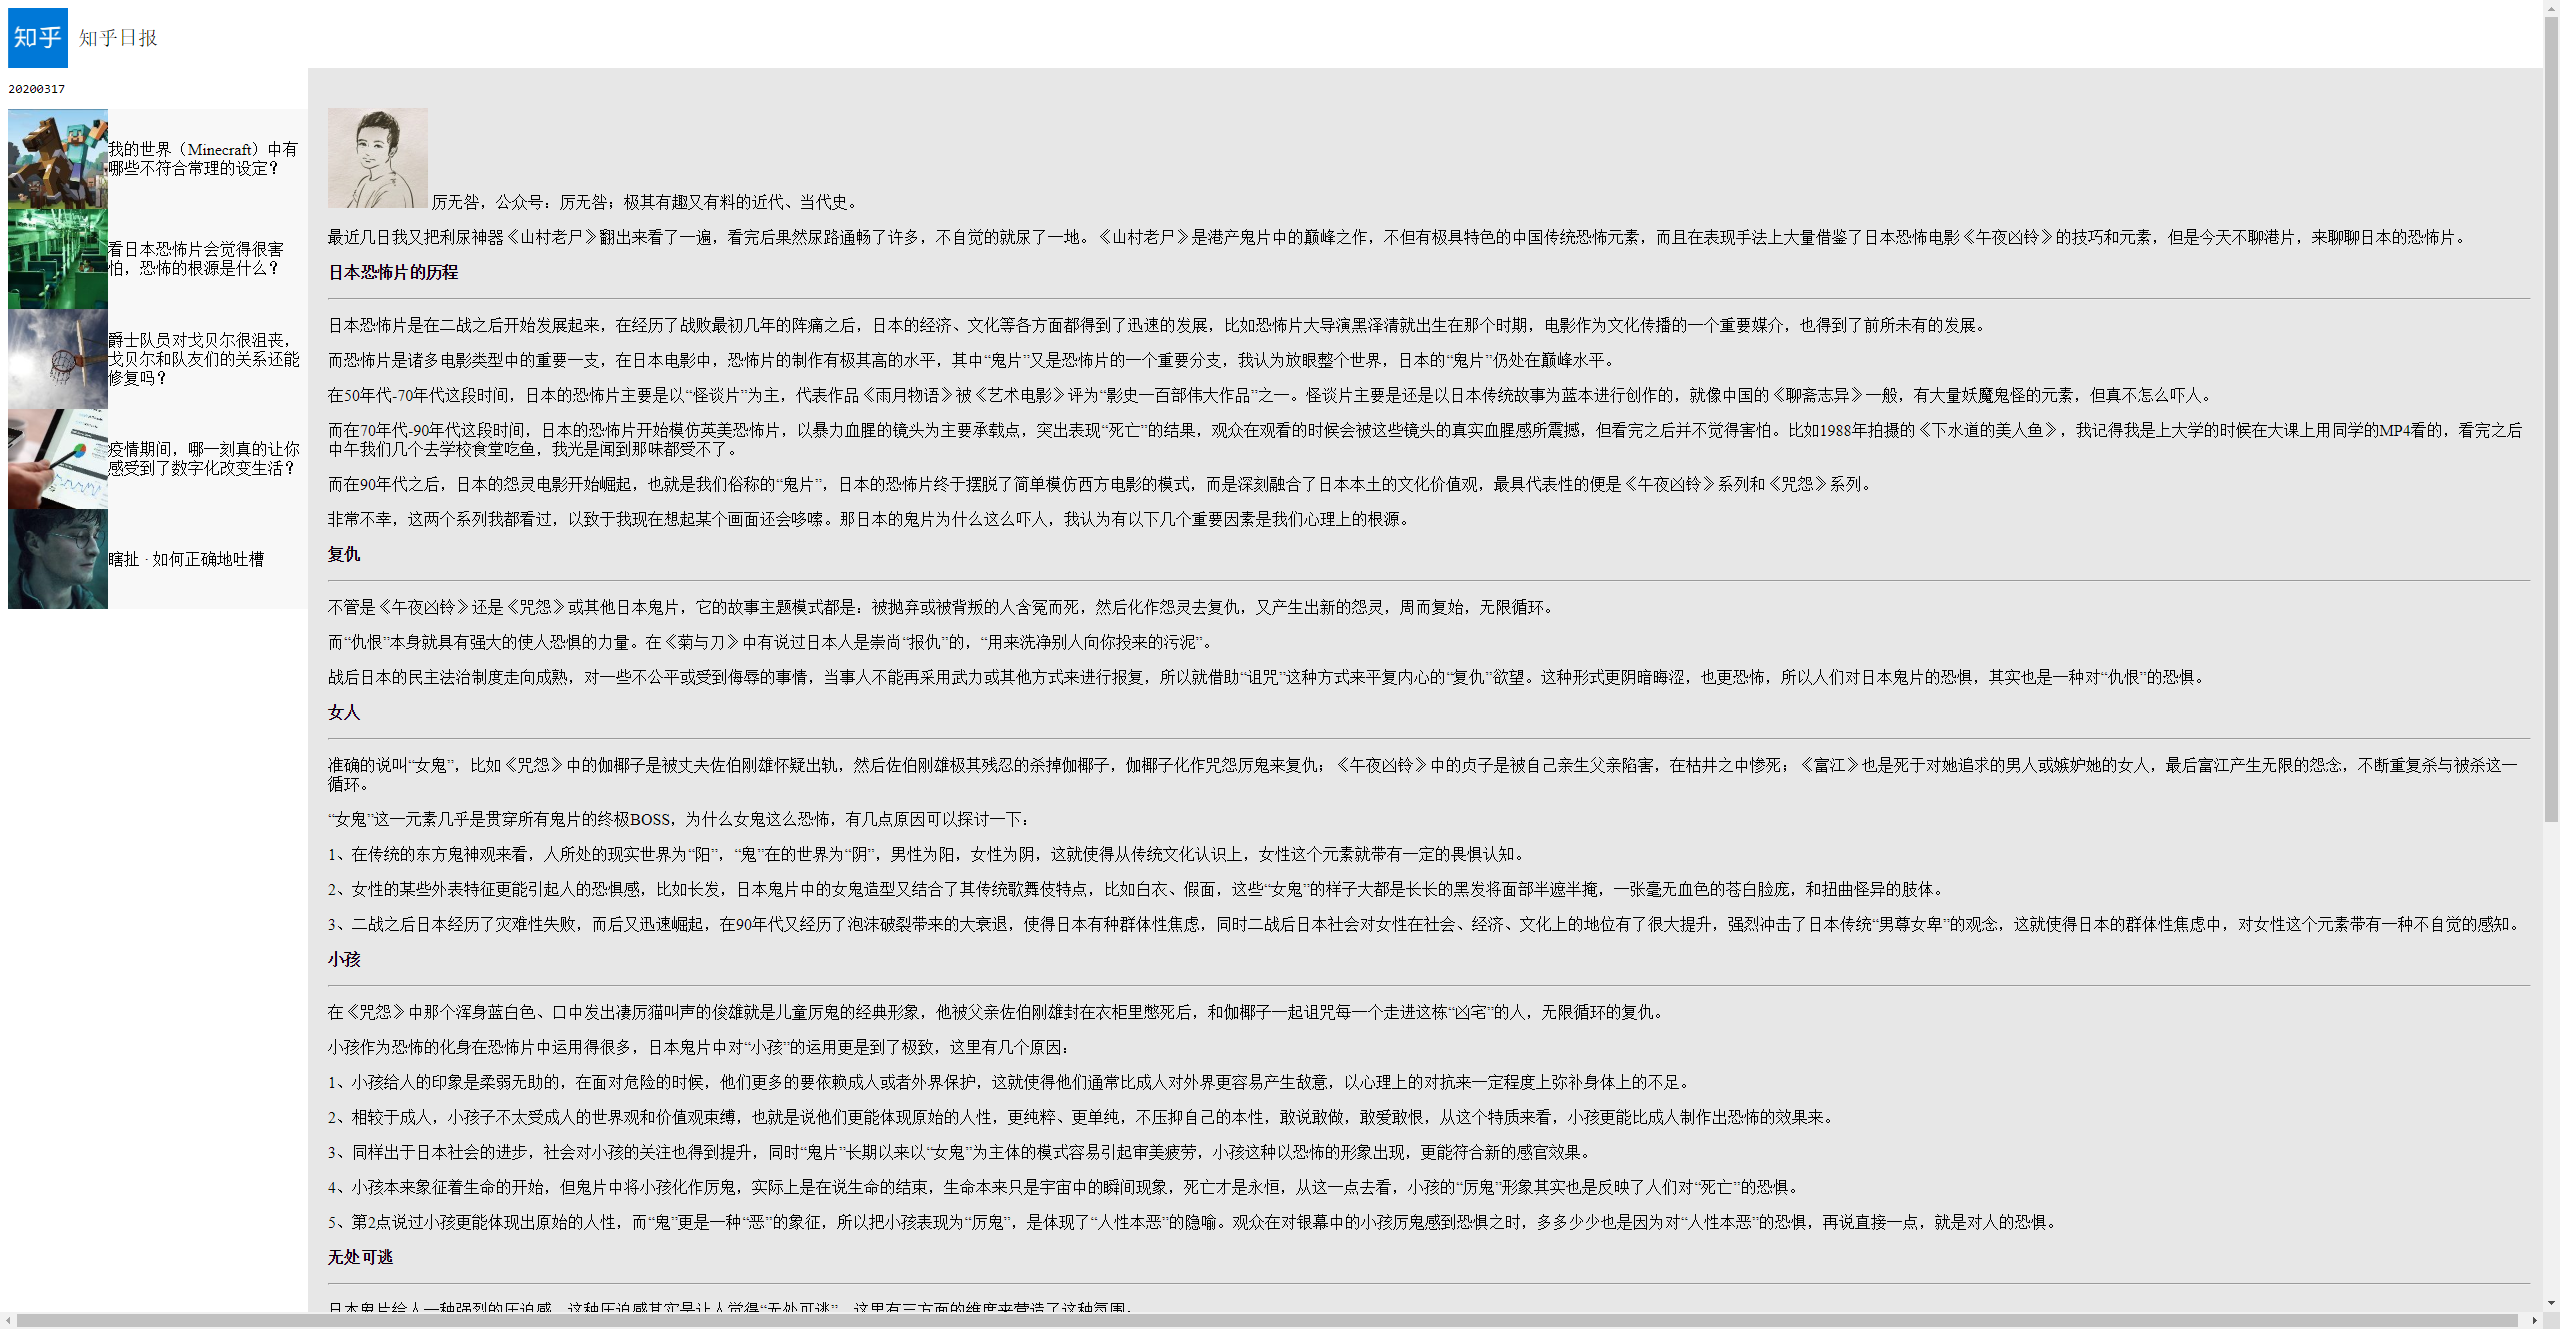 知乎
知乎日报
20200317
我的世界（Minecraft）中有
哪些不符合常理的设定？
看日本恐怖片会觉得很害
怕，恐怖的根源是什么？
爵士队员对戈贝尔很沮丧，
戈贝尔和队友们的关系还能
修复吗？
疫情期间，哪一刻真的让你
感受到了数字化改变生活？
瞎扯 · 如何正确地吐槽
厉无咎，公众号：厉无咎；极其有趣又有料的近代、当代史。
最近几日我又把利尿神器《山村老尸》翻出来看了一遍，看完后果然尿路通畅了许多，不自觉的就尿了一地。《山村老尸》是港产鬼片中的巅峰之作，不但有极具特色的中国传统恐怖元素，而且在表现手法上大量借鉴了日本恐怖电影《午夜凶铃》的技巧和元素，但是今天不聊港片，来聊聊日本的恐怖片。
日本恐怖片的历程
日本恐怖片是在二战之后开始发展起来，在经历了战败最初几年的阵痛之后，日本的经济、文化等各方面都得到了迅速的发展，比如恐怖片大导演黑泽清就出生在那个时期，电影作为文化传播的一个重要媒介，也得到了前所未有的发展。
而恐怖片是诸多电影类型中的重要一支，在日本电影中，恐怖片的制作有极其高的水平，其中“鬼片”又是恐怖片的一个重要分支，我认为放眼整个世界，日本的“鬼片”仍处在巅峰水平。
在50年代-70年代这段时间，日本的恐怖片主要是以“怪谈片”为主，代表作品《雨月物语》被《艺术电影》评为“影史一百部伟大作品”之一。怪谈片主要是还是以日本传统故事为蓝本进行创作的，就像中国的《聊斋志异》一般，有大量妖魔鬼怪的元素，但真不怎么吓人。
而在70年代-90年代这段时间，日本的恐怖片开始模仿英美恐怖片，以暴力血腥的镜头为主要承载点，突出表现“死亡”的结果，观众在观看的时候会被这些镜头的真实血腥感所震撼，但看完之后并不觉得害怕。比如1988年拍摄的《下水道的美人鱼》，我记得我是上大学的时候在大课上用同学的MP4看的，看完之后
中午我们几个去学校食堂吃鱼，我光是闻到那味都受不了。
而在90年代之后，日本的怨灵电影开始崛起，也就是我们俗称的“鬼片”，日本的恐怖片终于摆脱了简单模仿西方电影的模式，而是深刻融合了日本本土的文化价值观，最具代表性的便是《午夜凶铃》系列和《咒怨》系列。
非常不幸，这两个系列我都看过，以致于我现在想起某个画面还会哆嗦。那日本的鬼片为什么这么吓人，我认为有以下几个重要因素是我们心理上的根源。
复仇
不管是《午夜凶铃》还是《咒怨》或其他日本鬼片，它的故事主题模式都是：被抛弃或被背叛的人含冤而死，然后化作怨灵去复仇，又产生出新的怨灵，周而复始，无限循环。
而“仇恨”本身就具有强大的使人恐惧的力量。在《菊与刀》中有说过日本人是崇尚“报仇”的，“用来洗净别人向你投来的污泥”。
战后日本的民主法治制度走向成熟，对一些不公平或受到侮辱的事情，当事人不能再采用武力或其他方式来进行报复，所以就借助“诅咒”这种方式来平复内心的“复仇”欲望。这种形式更阴暗晦涩，也更恐怖，所以人们对日本鬼片的恐惧，其实也是一种对“仇恨”的恐惧。
女人
准确的说叫“女鬼”，比如《咒怨》中的伽椰子是被丈夫佐伯刚雄怀疑出轨，然后佐伯刚雄极其残忍的杀掉伽椰子，伽椰子化作咒怨厉鬼来复仇；《午夜凶铃》中的贞子是被自己亲生父亲陷害，在枯井之中惨死；《富江》也是死于对她追求的男人或嫉妒她的女人，最后富江产生无限的怨念，不断重复杀与被杀这一
循环。
“女鬼”这一元素几乎是贯穿所有鬼片的终极BOSS，为什么女鬼这么恐怖，有几点原因可以探讨一下：
1、在传统的东方鬼神观来看，人所处的现实世界为“阳”，“鬼”在的世界为“阴”，男性为阳，女性为阴，这就使得从传统文化认识上，女性这个元素就带有一定的畏惧认知。
2、女性的某些外表特征更能引起人的恐惧感，比如长发，日本鬼片中的女鬼造型又结合了其传统歌舞伎特点，比如白衣、假面，这些“女鬼”的样子大都是长长的黑发将面部半遮半掩，一张毫无血色的苍白脸庞，和扭曲怪异的肢体。
3、二战之后日本经历了灾难性失败，而后又迅速崛起，在90年代又经历了泡沫破裂带来的大衰退，使得日本有种群体性焦虑，同时二战后日本社会对女性在社会、经济、文化上的地位有了很大提升，强烈冲击了日本传统“男尊女卑”的观念，这就使得日本的群体性焦虑中，对女性这个元素带有一种不自觉的感知。
小孩
在《咒怨》中那个浑身蓝白色、口中发出凄厉猫叫声的俊雄就是儿童厉鬼的经典形象，他被父亲佐伯刚雄封在衣柜里憋死后，和伽椰子一起诅咒每一个走进这栋“凶宅”的人，无限循环的复仇。
小孩作为恐怖的化身在恐怖片中运用得很多，日本鬼片中对“小孩”的运用更是到了极致，这里有几个原因：
1、小孩给人的印象是柔弱无助的，在面对危险的时候，他们更多的要依赖成人或者外界保护，这就使得他们通常比成人对外界更容易产生敌意，以心理上的对抗来一定程度上弥补身体上的不足。
2、相较于成人，小孩子不太受成人的世界观和价值观束缚，也就是说他们更能体现原始的人性，更纯粹、更单纯，不压抑自己的本性，敢说敢做，敢爱敢恨，从这个特质来看，小孩更能比成人制作出恐怖的效果来。
3、同样出于日本社会的进步，社会对小孩的关注也得到提升，同时“鬼片”长期以来以“女鬼”为主体的模式容易引起审美疲劳，小孩这种以恐怖的形象出现，更能符合新的感官效果。
4、小孩本来象征着生命的开始，但鬼片中将小孩化作厉鬼，实际上是在说生命的结束，生命本来只是宇宙中的瞬间现象，死亡才是永恒，从这一点去看，小孩的“厉鬼”形象其实也是反映了人们对“死亡”的恐惧。
5、第2点说过小孩更能体现出原始的人性，而“鬼”更是一种“恶”的象征，所以把小孩表现为“厉鬼”，是体现了“人性本恶”的隐喻。观众在对银幕中的小孩厉鬼感到恐惧之时，多多少少也是因为对“人性本恶”的恐惧，再说直接一点，就是对人的恐惧。
无处可逃
日本鬼片给人一种强烈的压迫感，这种压迫感其实是让人觉得“无处可逃”，这里有三方面的维度来营造了这种氛围：